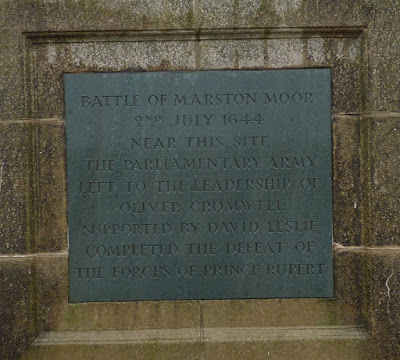 BATTLE OF MARSTON MOOR
2ND JULY 1644
NEAR THIS SITE
THE PARLIAMENTARY ARMY
LEFT TO THE LEADERSHIP OF
OLIVER CROMWELL
SUPPORTED BY DAVID LESLIE
COMPLETED THE DEFEAT OF
THE FORCES OF PRINCE RUPERT